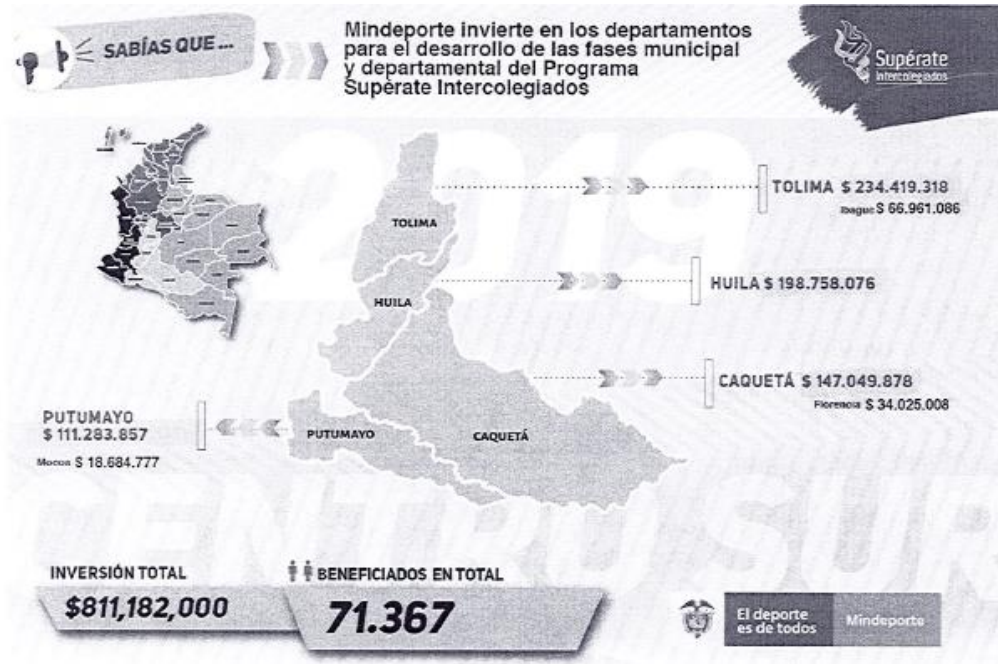 SABÍAS QUE...
Mindeporte invierte en los departamentos
para el desarrollo de las fases municipal
y departamental del Programa
Supérate Intercolegiados
Supérate
Intercolegiados
2019
TOLIMA
HUILA
PUTUMAYO
CAQUETÁ
TOLIMA $ 234.419.318
Ibagué $ 66.961.086
HUILA $ 198.758.076
CAQUETÁ $ 147.049.878
Florencia $ 34.025.008
PUTUMAYO
$ 111.283.857
Mocoa $ 18.684.777
CENTRO SUR
INVERSIÓN TOTAL
$811,182,000
BENEFICIADOS EN TOTAL
71.367
El deporte
es de todos
Mindeporte